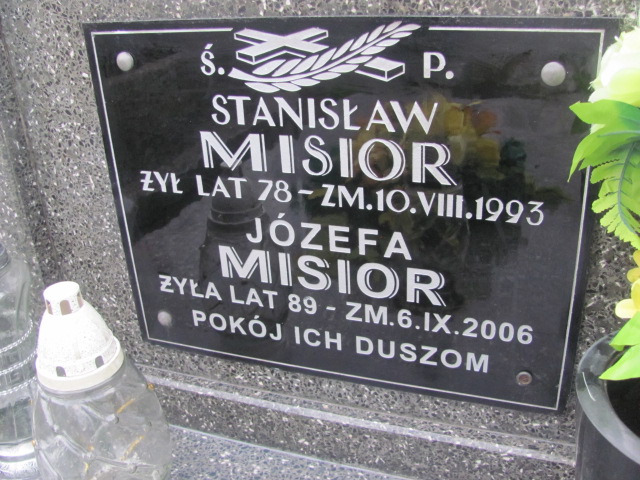 Ś. P.
STANISŁAW
MISIOR
ŻYŁ LAT 78 - ZM.10.VIII.1993
JÓZEFA
MISIOR
ŻYŁA LAT 89 - ZM.6.IX.2006
POKÓJ ICH DUSZOM